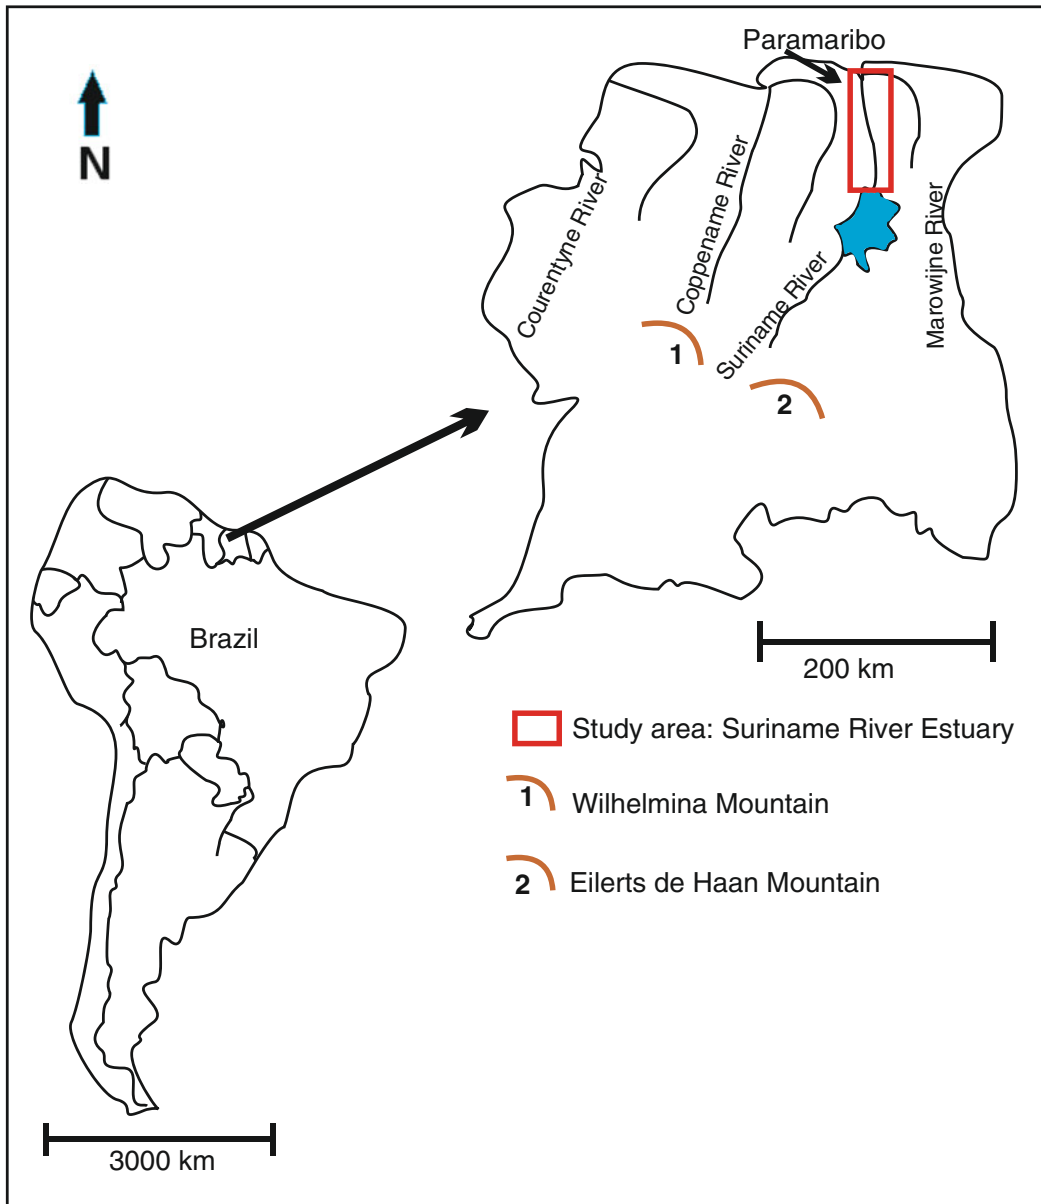 Paramaribo
N
Courentyne River
Coppename River
Suriname River
Marowijne River
1
2
Brazil
200 km
Study area: Suriname River Estuary
1 Wilhelmina Mountain
2 Eilerts de Haan Mountain
3000 km